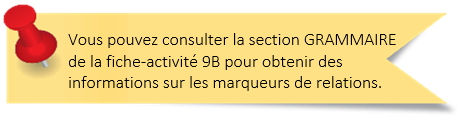 Vous pouvez consulter la section GRAMMAIRE
de la fiche-activité 9B pour obtenir des
informations sur les marqueurs de relations.